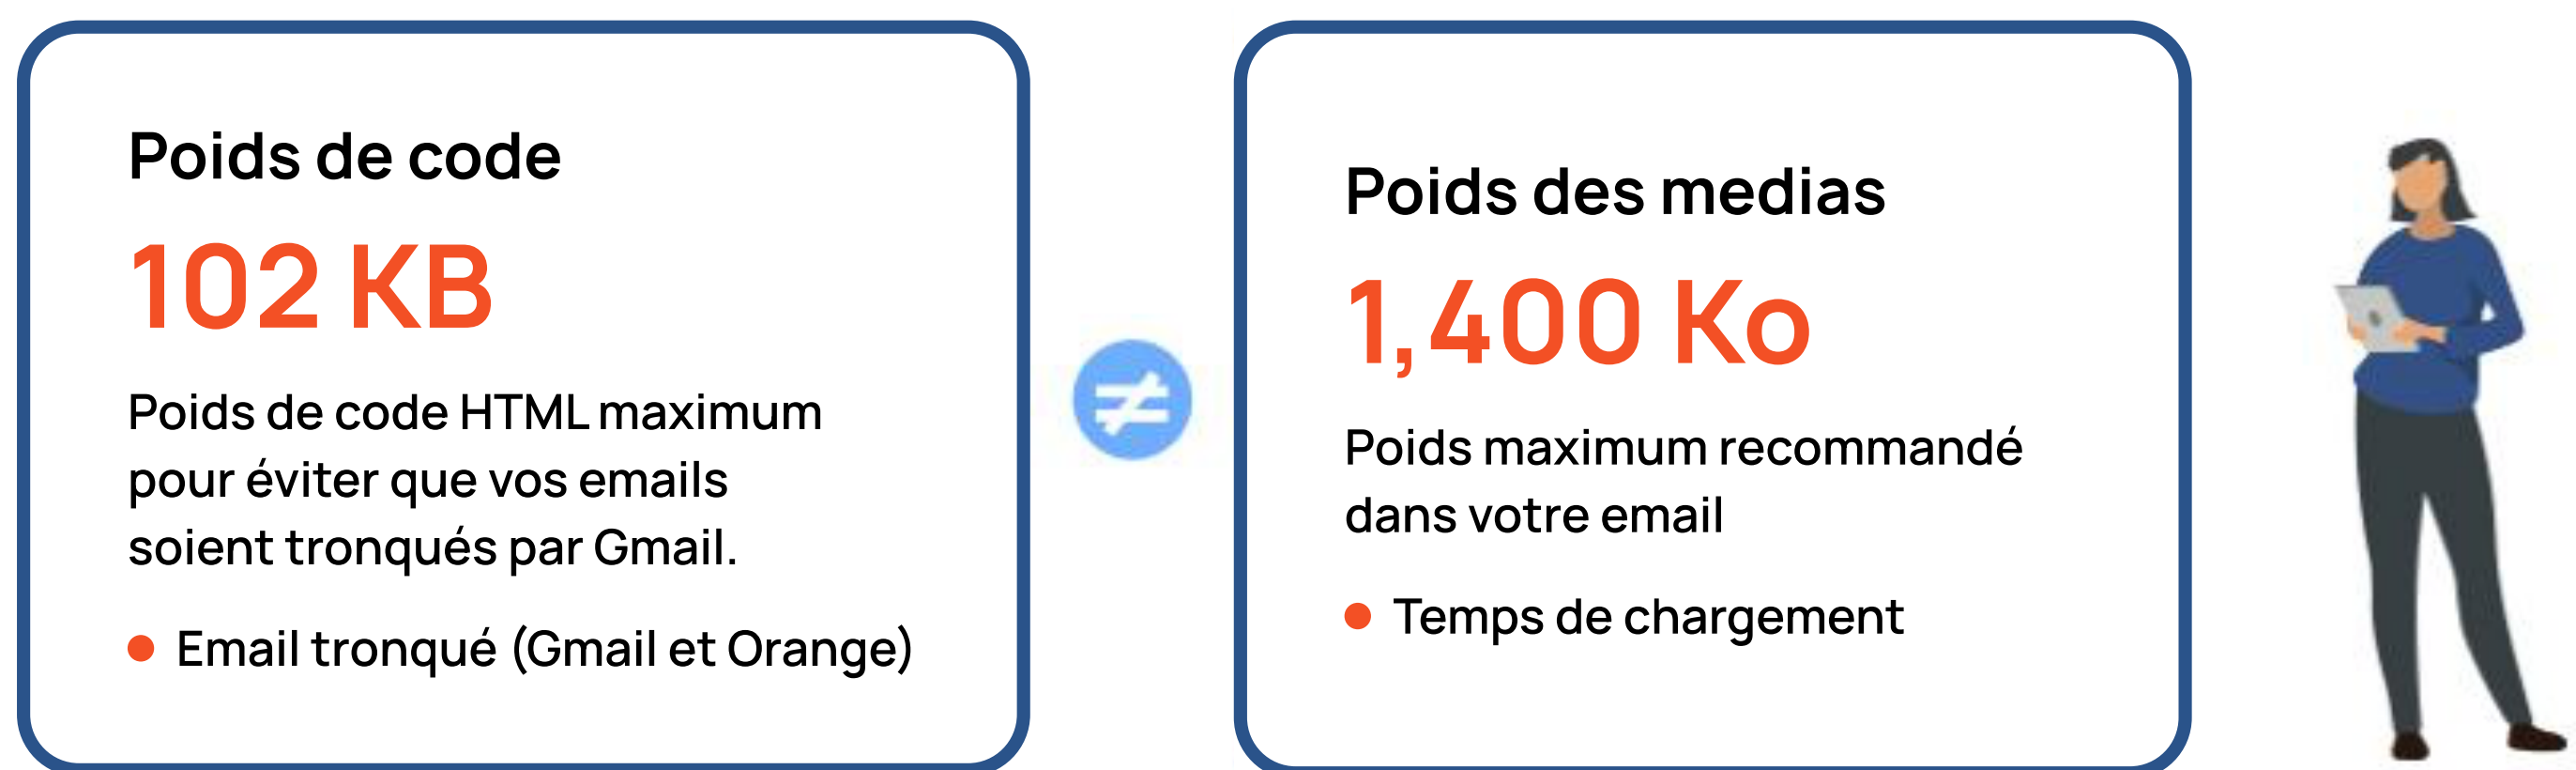 Poids de code
102 KB
Poids de code HTML maximum
pour éviter que vos emails
soient tronqués par Gmail.
Email tronqué (Gmail et Orange)
≠
Poids des medias
1,400 Ko
Poids maximum recommandé
dans votre email
Temps de chargement